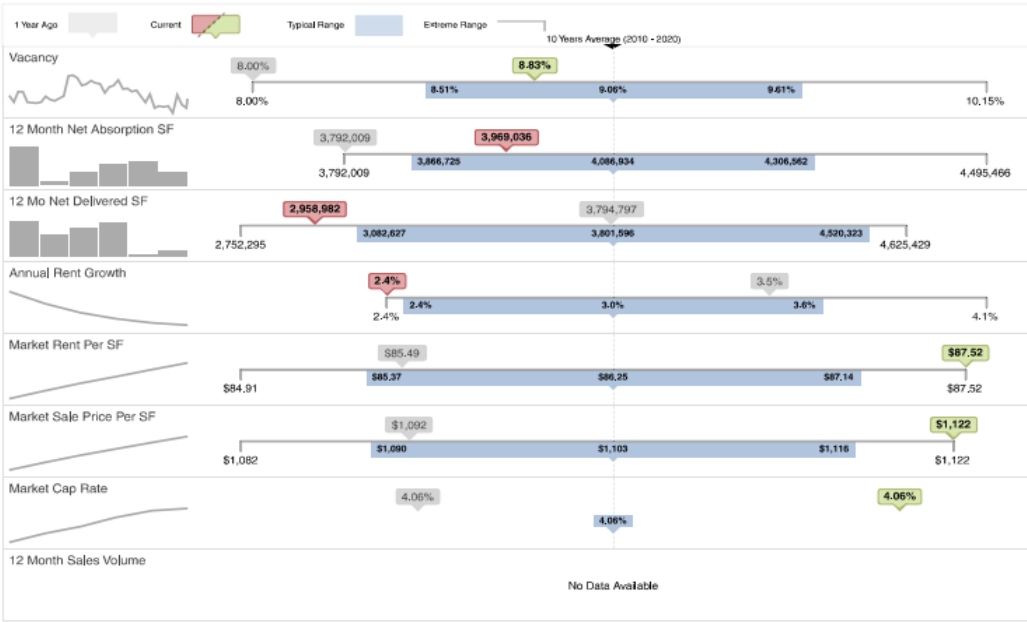 1 Year Ago Current Typical Range Extreme Range
10 Years Average (2010 - 2020)
Vacancy
8.00% 8.83%
8.51% 9.06% 9.61%
8.00% 10.15%
12 Month Net Absorption SF
3,792,009 3,969,036
3,866,725 4,086,934 4,306,562
3,792,009 4,495,466
12 Mo Net Delivered SF
2,958,982 3,794,797
3,082,627 3,801,596 4,520,323
2,752,295 4,625,429
Annual Rent Growth
2.4% 3.5%
2.4% 3.0% 3.6%
2.4% 4.1%
Market Rent Per SF
$85.49 $87.52
$85.37 $86.25 $87.14
$84.91 $87.52
Market Sale Price Per SF
$1,092 $1,122
$1,090 $1,103 $1,116
$1,082 $1,122
Market Cap Rate
4.06% 4.06%
4.06%
12 Month Sales Volume
No Data Available